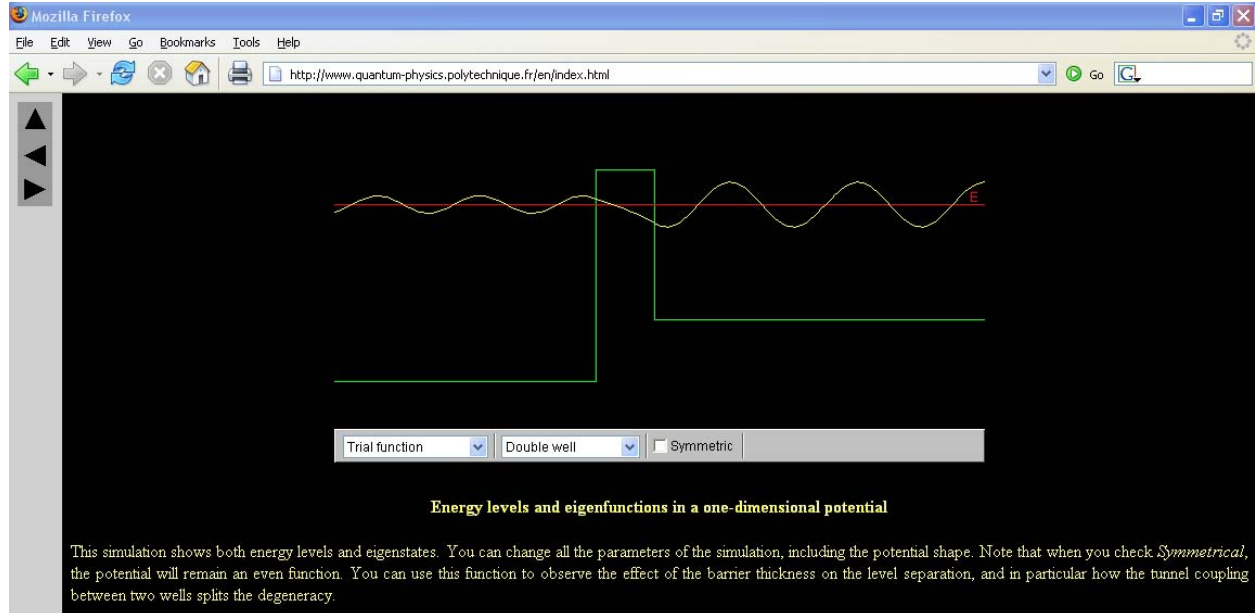 Mozilla Firefox
File Edit View Go Bookmarks Tools Help
http://www.quantum-physics.polytechnique.fr/en/index.html Go G
E
Trial function Double well Symmetric
Energy levels and eigenfunctions in a one-dimensional potential
This simulation shows both energy levels and eigenstates. You can change all the parameters of the simulation, including the potential shape. Note that when you check Symmetrical,
the potential will remain an even function. You can use this function to observe the effect of the barrier thickness on the level separation, and in particular how the tunnel coupling
between two wells splits the degeneracy.